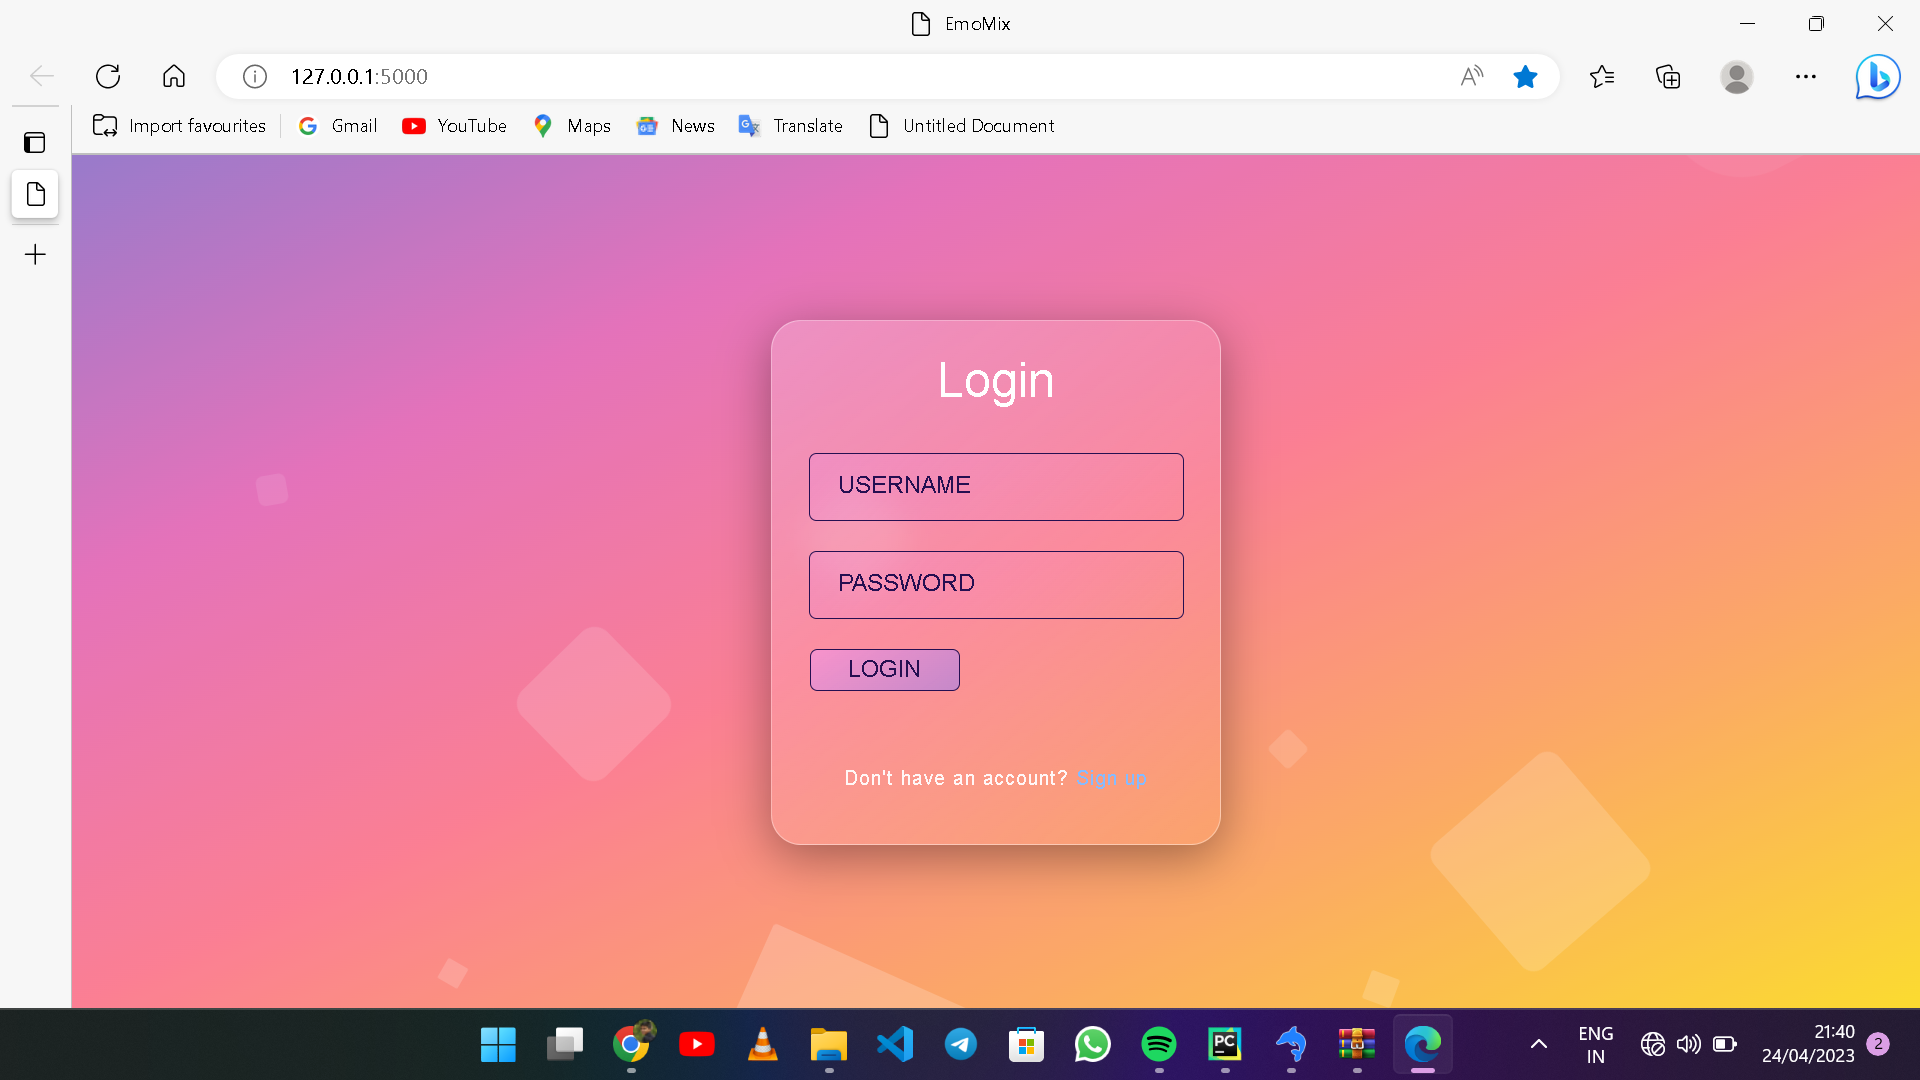 EmoMix
127.0.0.1:5000
Import favourites
Gmail
YouTube
Maps
News
Translate
Untitled Document
Login
USERNAME
PASSWORD
LOGIN
Don't have an account? Sign up
ENG
IN
21:40
24/04/2023
2
PC